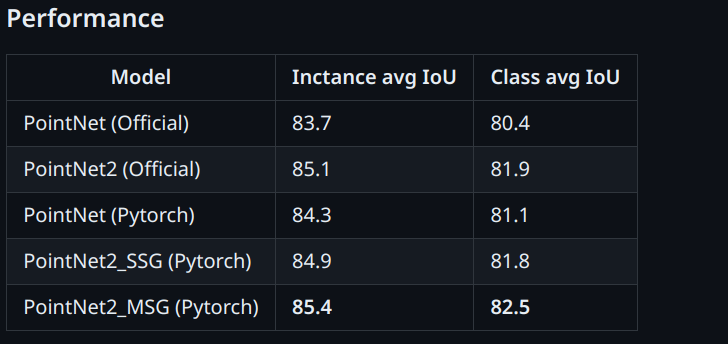 Performance
Model Inctance avg IoU Class avg IoU
PointNet (Official) 83.7 80.4
PointNet2 (Official) 85.1 81.9
PointNet (Pytorch) 84.3 81.1
PointNet2_SSG (Pytorch) 84.9 81.8
PointNet2_MSG (Pytorch) 85.4 82.5